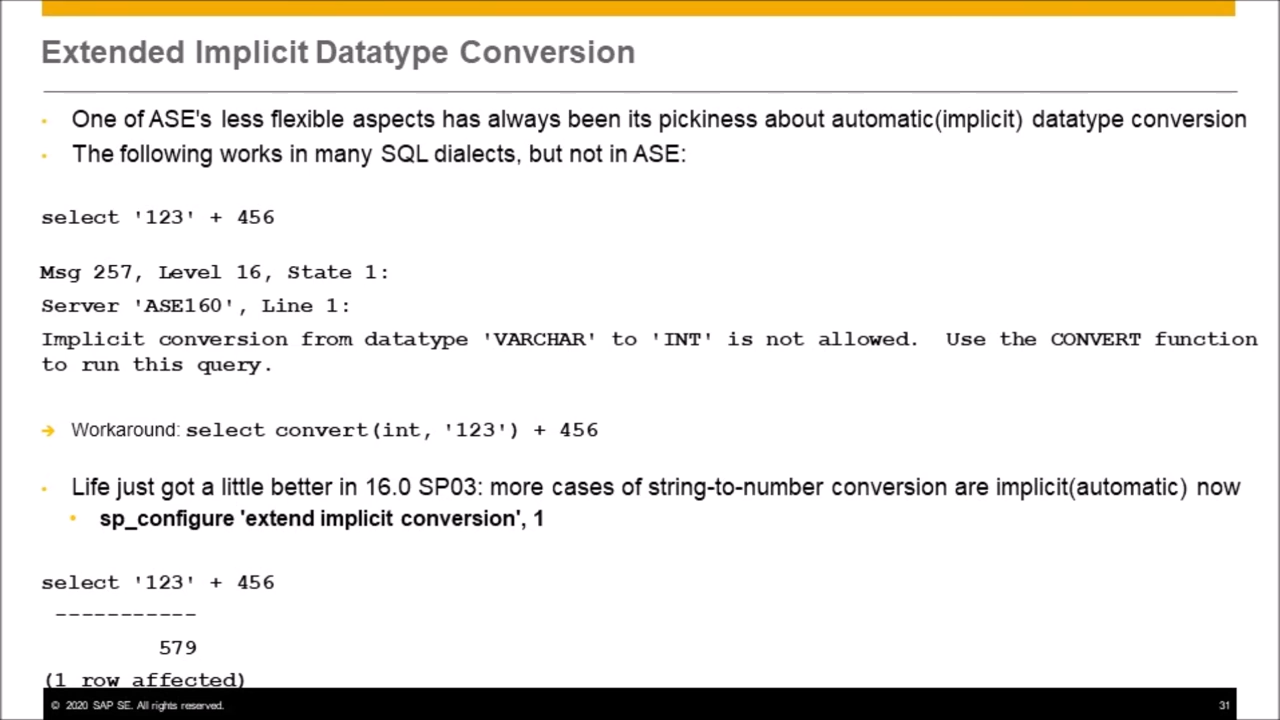 Extended Implicit Datatype Conversion
One of ASE's less flexible aspects has always been its pickiness about automatic(implicit) datatype conversion
The following works in many SQL dialects, but not in ASE:
select '123' + 456
Msg 257, Level 16, State 1:
Server 'ASE160', Line 1:
Implicit conversion from datatype 'VARCHAR' to 'INT' is not allowed.  Use the CONVERT function
to run this query.
Workaround: select convert(int, '123') + 456
Life just got a little better in 16.0 SP03: more cases of string-to-number conversion are implicit(automatic) now
sp_configure 'extend implicit conversion', 1
select '123' + 456
-----------
579
(1 row affected)
© 2020 SAP SE. All rights reserved. 31